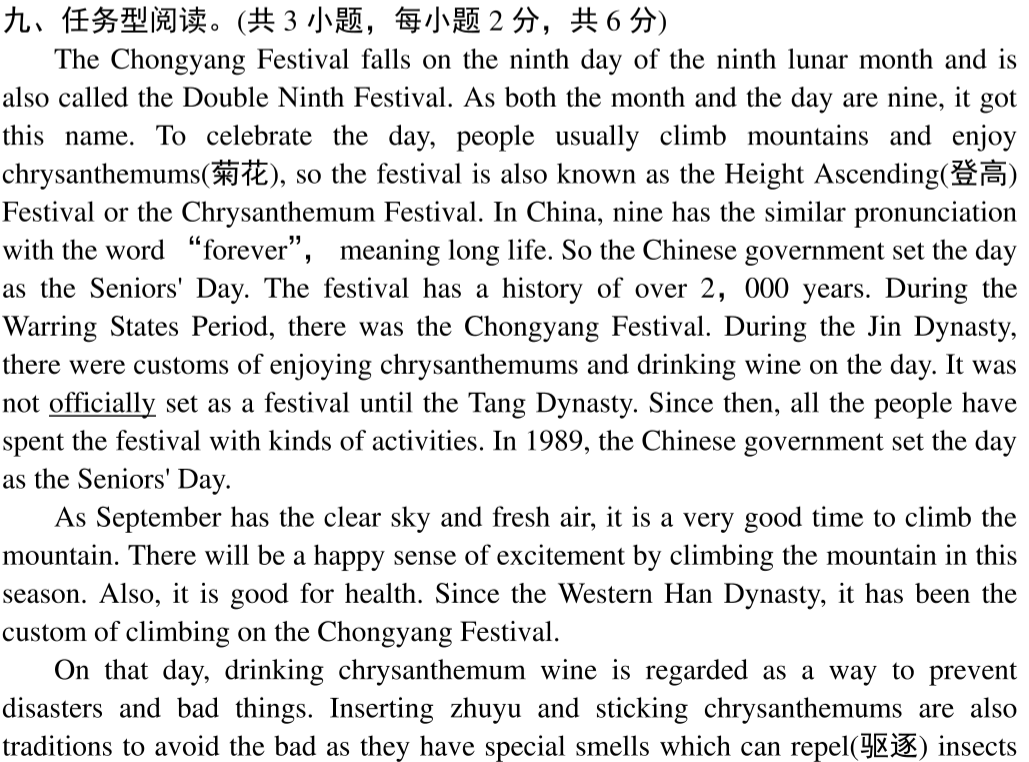 九、任务型阅读。(共 3 小题，每小题 2 分，共 6 分)
The Chongyang Festival falls on the ninth day of the ninth lunar month and is
also called the Double Ninth Festival. As both the month and the day are nine, it got
this name. To celebrate the day, people usually climb mountains and enjoy
chrysanthemums(菊花), so the festival is also known as the Height Ascending(登高)
Festival or the Chrysanthemum Festival. In China, nine has the similar pronunciation
with the word “forever”， meaning long life. So the Chinese government set the day
as the Seniors' Day. The festival has a history of over 2，000 years. During the
Warring States Period, there was the Chongyang Festival. During the Jin Dynasty,
there were customs of enjoying chrysanthemums and drinking wine on the day. It was
not officially set as a festival until the Tang Dynasty. Since then, all the people have
spent the festival with kinds of activities. In 1989, the Chinese government set the day
as the Seniors' Day.
As September has the clear sky and fresh air, it is a very good time to climb the
mountain. There will be a happy sense of excitement by climbing the mountain in this
season. Also, it is good for health. Since the Western Han Dynasty, it has been the
custom of climbing on the Chongyang Festival.
On that day, drinking chrysanthemum wine is regarded as a way to prevent
disasters and bad things. Inserting zhuyu and sticking chrysanthemums are also
traditions to avoid the bad as they have special smells which can repel(驱逐) insects